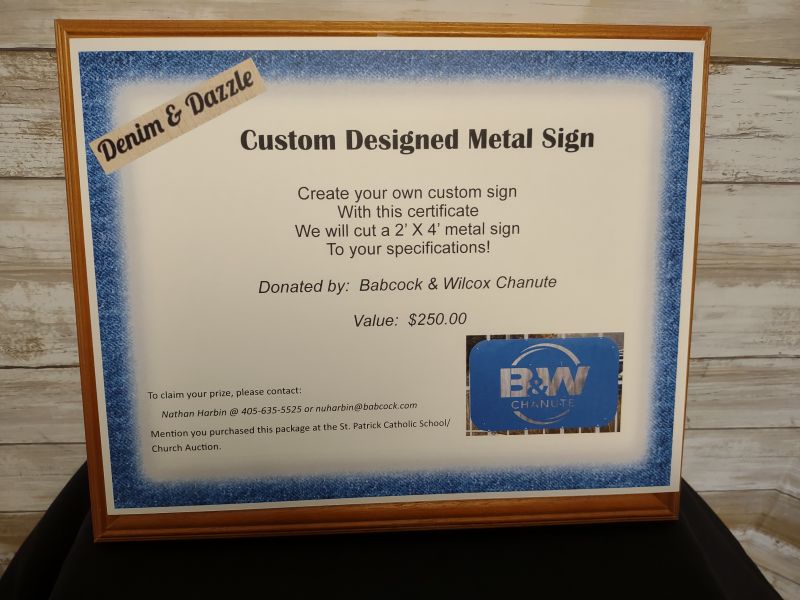 Denim & Dazzle
Custom Designed Metal Sign
Create your own custom sign
With this certificate
We will cut a 2' X 4' metal sign
To your specifications!
Donated by: Babcock & Wilcox Chanute
Value: $250.00
B&W
CHANUTE
To claim your prize, please contact:
Nathan Harbin @ 405-635-5525 or nuharbin@babcock.com
Mention you purchased this package at the St. Patrick Catholic School/
Church Auction.